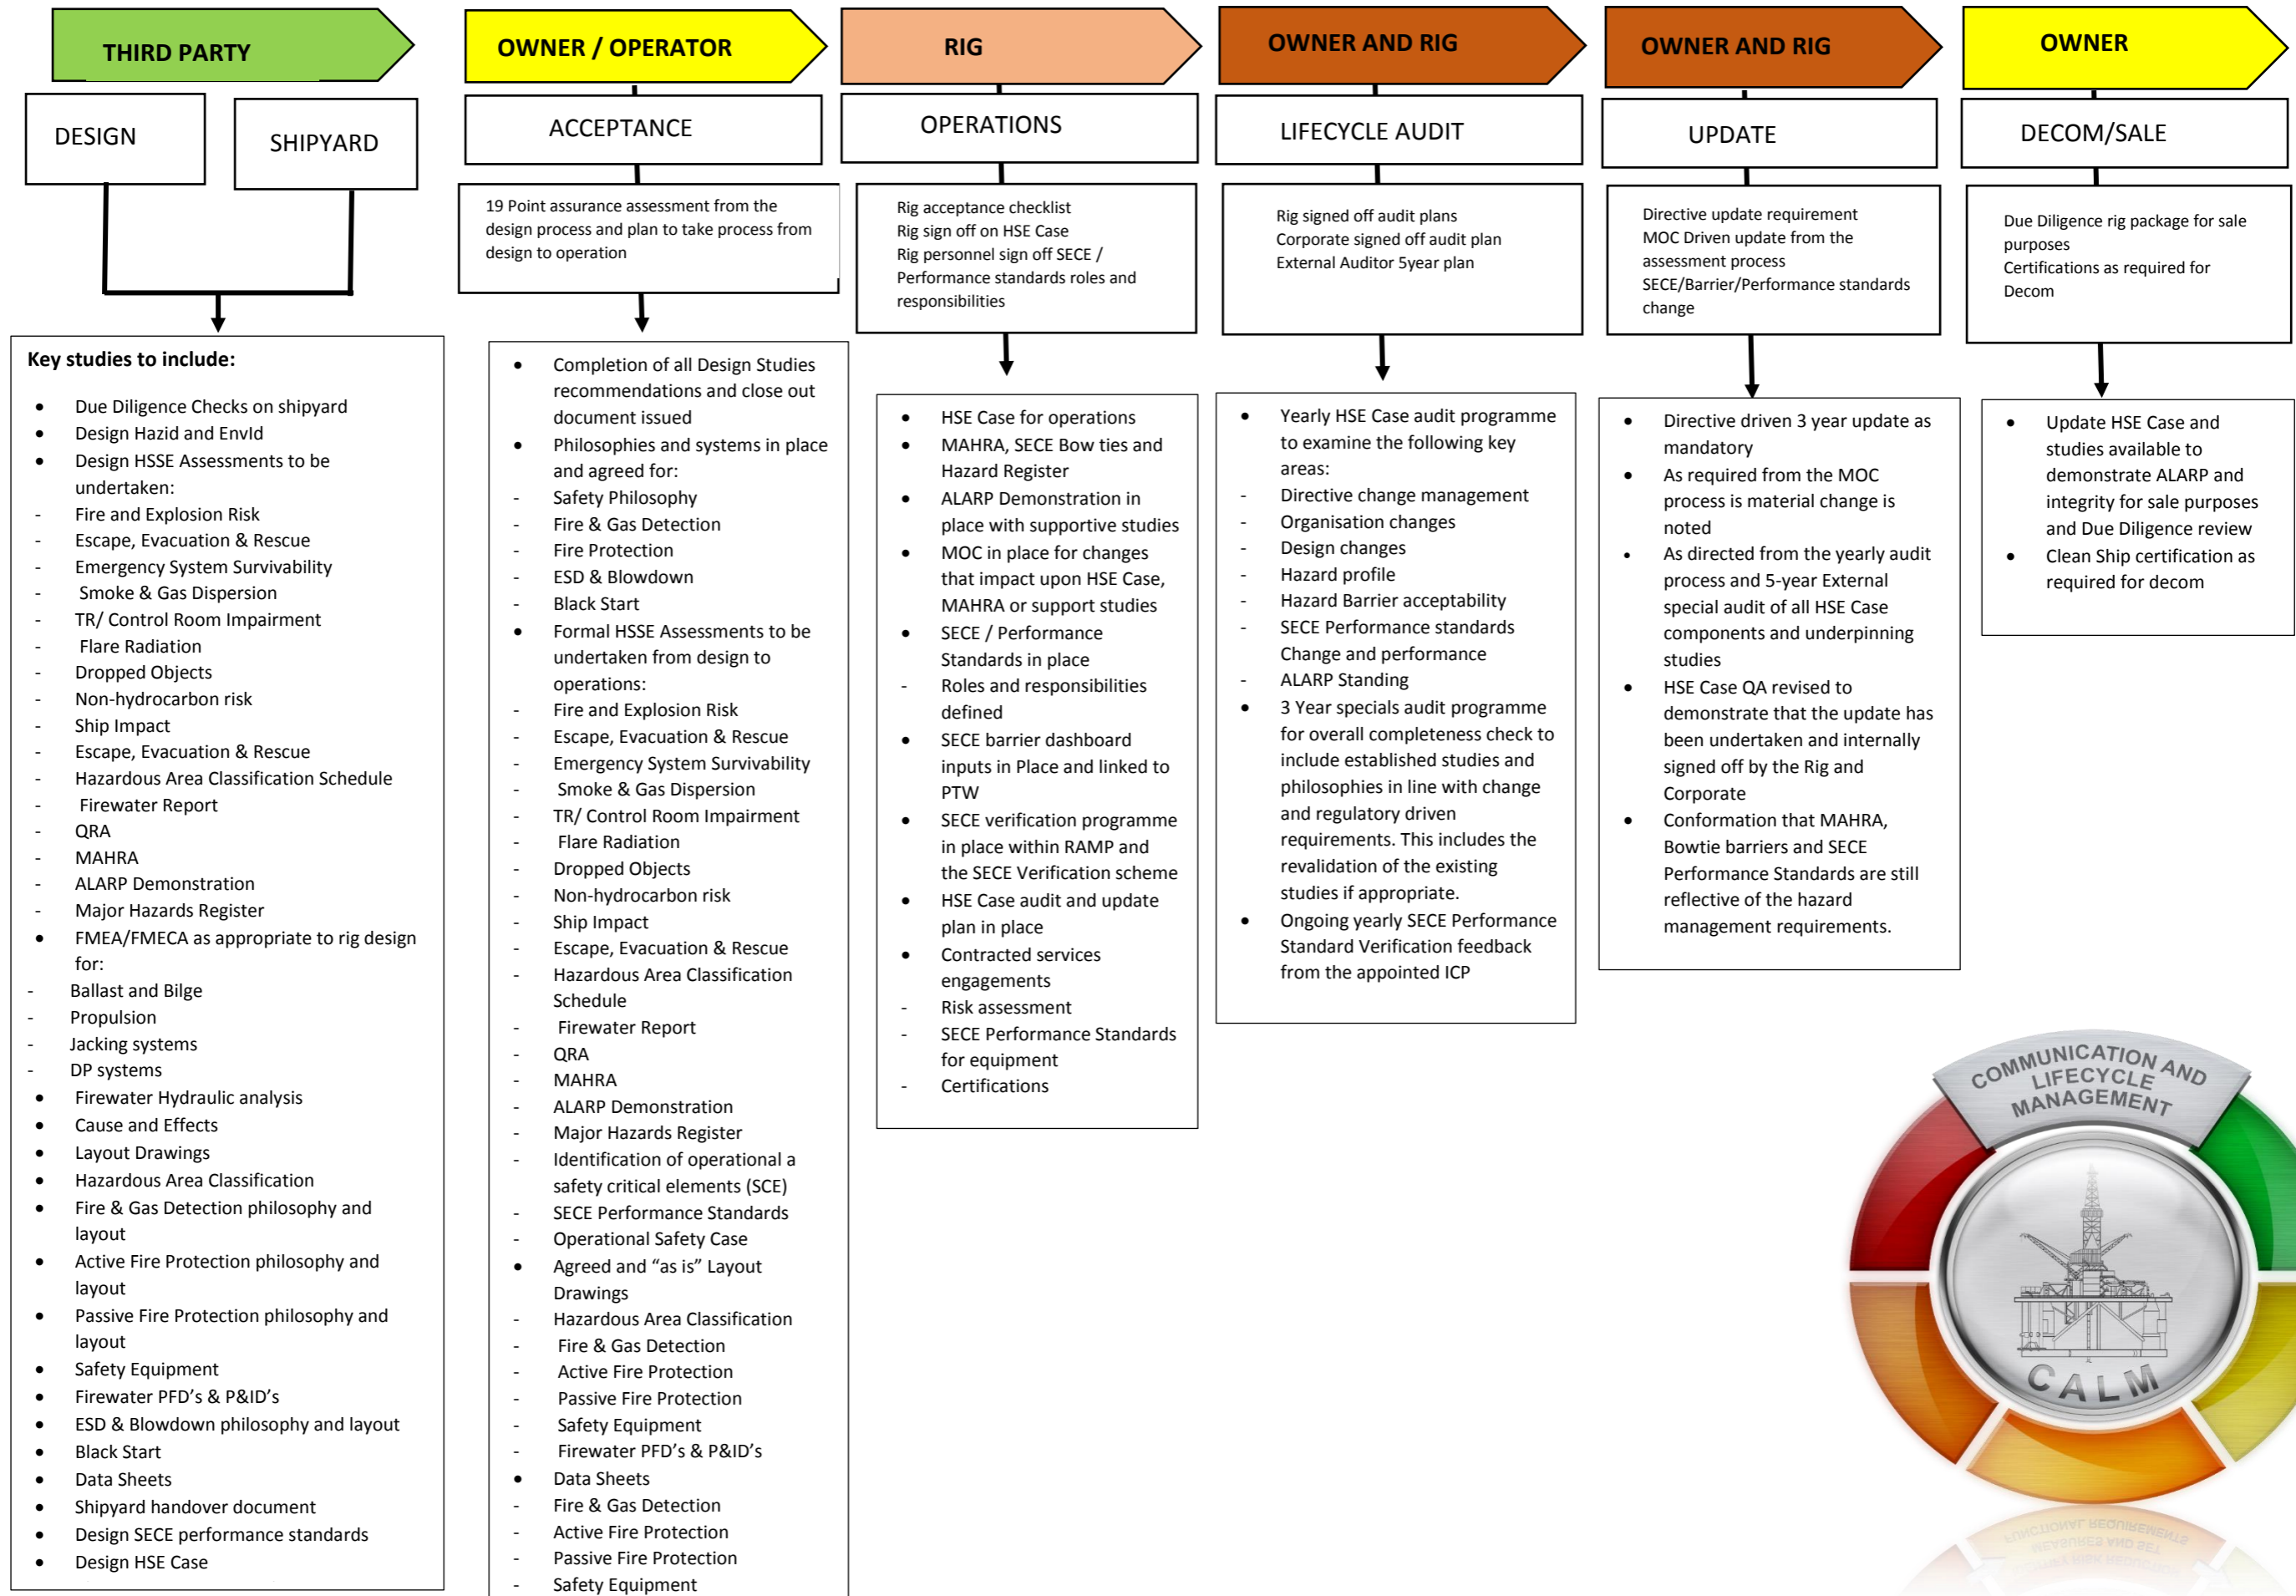 THIRD PARTY
DESIGN
SHIPYARD
Key studies to include:
• Due Diligence Checks on shipyard
• Design Hazid and EnvId
• Design HSSE Assessments to be
undertaken:
- Fire and Explosion Risk
- Escape, Evacuation & Rescue
- Emergency System Survivability
- Smoke & Gas Dispersion
- TR/ Control Room Impairment
- Flare Radiation
- Dropped Objects
- Non-hydrocarbon risk
- Ship Impact
- Escape, Evacuation & Rescue
- Hazardous Area Classification Schedule
- Firewater Report
- QRA
- MAHRA
- ALARP Demonstration
- Major Hazards Register
• FMEA/FMECA as appropriate to rig design
for:
- Ballast and Bilge
- Propulsion
- Jacking systems
- DP systems
• Firewater Hydraulic analysis
• Cause and Effects
• Layout Drawings
• Hazardous Area Classification
• Fire & Gas Detection philosophy and
layout
• Active Fire Protection philosophy and
layout
• Passive Fire Protection philosophy and
layout
• Safety Equipment
• Firewater PFD's & P&ID's
• ESD & Blowdown philosophy and layout
• Black Start
• Data Sheets
• Shipyard handover document
• Design SECE performance standards
• Design HSE Case
OWNER / OPERATOR
ACCEPTANCE
19 Point assurance assessment from the
design process and plan to take process from
design to operation
• Completion of all Design Studies
recommendations and close out
document issued
• Philosophies and systems in place
and agreed for:
- Safety Philosophy
- Fire & Gas Detection
- Fire Protection
- ESD & Blowdown
- Black Start
• Formal HSSE Assessments to be
undertaken from design to
operations:
- Fire and Explosion Risk
- Escape, Evacuation & Rescue
- Emergency System Survivability
- Smoke & Gas Dispersion
- TR/ Control Room Impairment
- Flare Radiation
- Dropped Objects
- Non-hydrocarbon risk
- Ship Impact
- Escape, Evacuation & Rescue
- Hazardous Area Classification
Schedule
- Firewater Report
- QRA
- MAHRA
- ALARP Demonstration
- Major Hazards Register
- Identification of operational a
safety critical elements (SCE)
- SECE Performance Standards
- Operational Safety Case
• Agreed and “as is” Layout
Drawings
- Hazardous Area Classification
- Fire & Gas Detection
- Active Fire Protection
- Passive Fire Protection
- Safety Equipment
- Firewater PFD's & P&ID's
• Data Sheets
- Fire & Gas Detection
- Active Fire Protection
- Passive Fire Protection
- Safety Equipment
RIG
OPERATIONS
Rig acceptance checklist
Rig sign off on HSE Case
Rig personnel sign off SECE /
Performance standards roles and
responsibilities
• HSE Case for operations
• MAHRA, SECE Bow ties and
Hazard Register
• ALARP Demonstration in
place with supportive studies
• MOC in place for changes
that impact upon HSE Case,
MAHRA or support studies
• SECE / Performance
Standards in place
- Roles and responsibilities
defined
• SECE barrier dashboard
inputs in Place and linked to
PTW
• SECE verification programme
in place within RAMP and
the SECE Verification scheme
• HSE Case audit and update
plan in place
• Contracted services
engagements
- Risk assessment
- SECE Performance Standards
for equipment
- Certifications
OWNER AND RIG
LIFECYCLE AUDIT
Rig signed off audit plans
Corporate signed off audit plan
External Auditor 5year plan
• Yearly HSE Case audit programme
to examine the following key
areas:
- Directive change management
- Organisation changes
- Design changes
- Hazard profile
- Hazard Barrier acceptability
- SECE Performance standards
Change and performance
- ALARP Standing
• 3 Year specials audit programme
for overall completeness check to
include established studies and
philosophies in line with change
and regulatory driven
requirements. This includes the
revalidation of the existing
studies if appropriate.
• Ongoing yearly SECE Performance
Standard Verification feedback
from the appointed ICP
OWNER AND RIG
UPDATE
Directive update requirement
MOC Driven update from the
assessment process
SECE/Barrier/Performance standards
change
• Directive driven 3 year update as
mandatory
• As required from the MOC
process is material change is
noted
• As directed from the yearly audit
process and 5-year External
special audit of all HSE Case
components and underpinning
studies
• HSE Case QA revised to
demonstrate that the update has
been undertaken and internally
signed off by the Rig and
Corporate
• Conformation that MAHRA,
Bowtie barriers and SECE
Performance Standards are still
reflective of the hazard
management requirements.
OWNER
DECOM/SALE
Due Diligence rig package for sale
purposes
Certifications as required for
Decom
• Update HSE Case and
studies available to
demonstrate ALARP and
integrity for sale purposes
and Due Diligence review
• Clean Ship certification as
required for decom
COMMUNICATION AND
LIFECYCLE
MANAGEMENT
CALM
FUNCTIONAL REQUIREMENTS
MEASURES AND SET
RISK REDUCTION